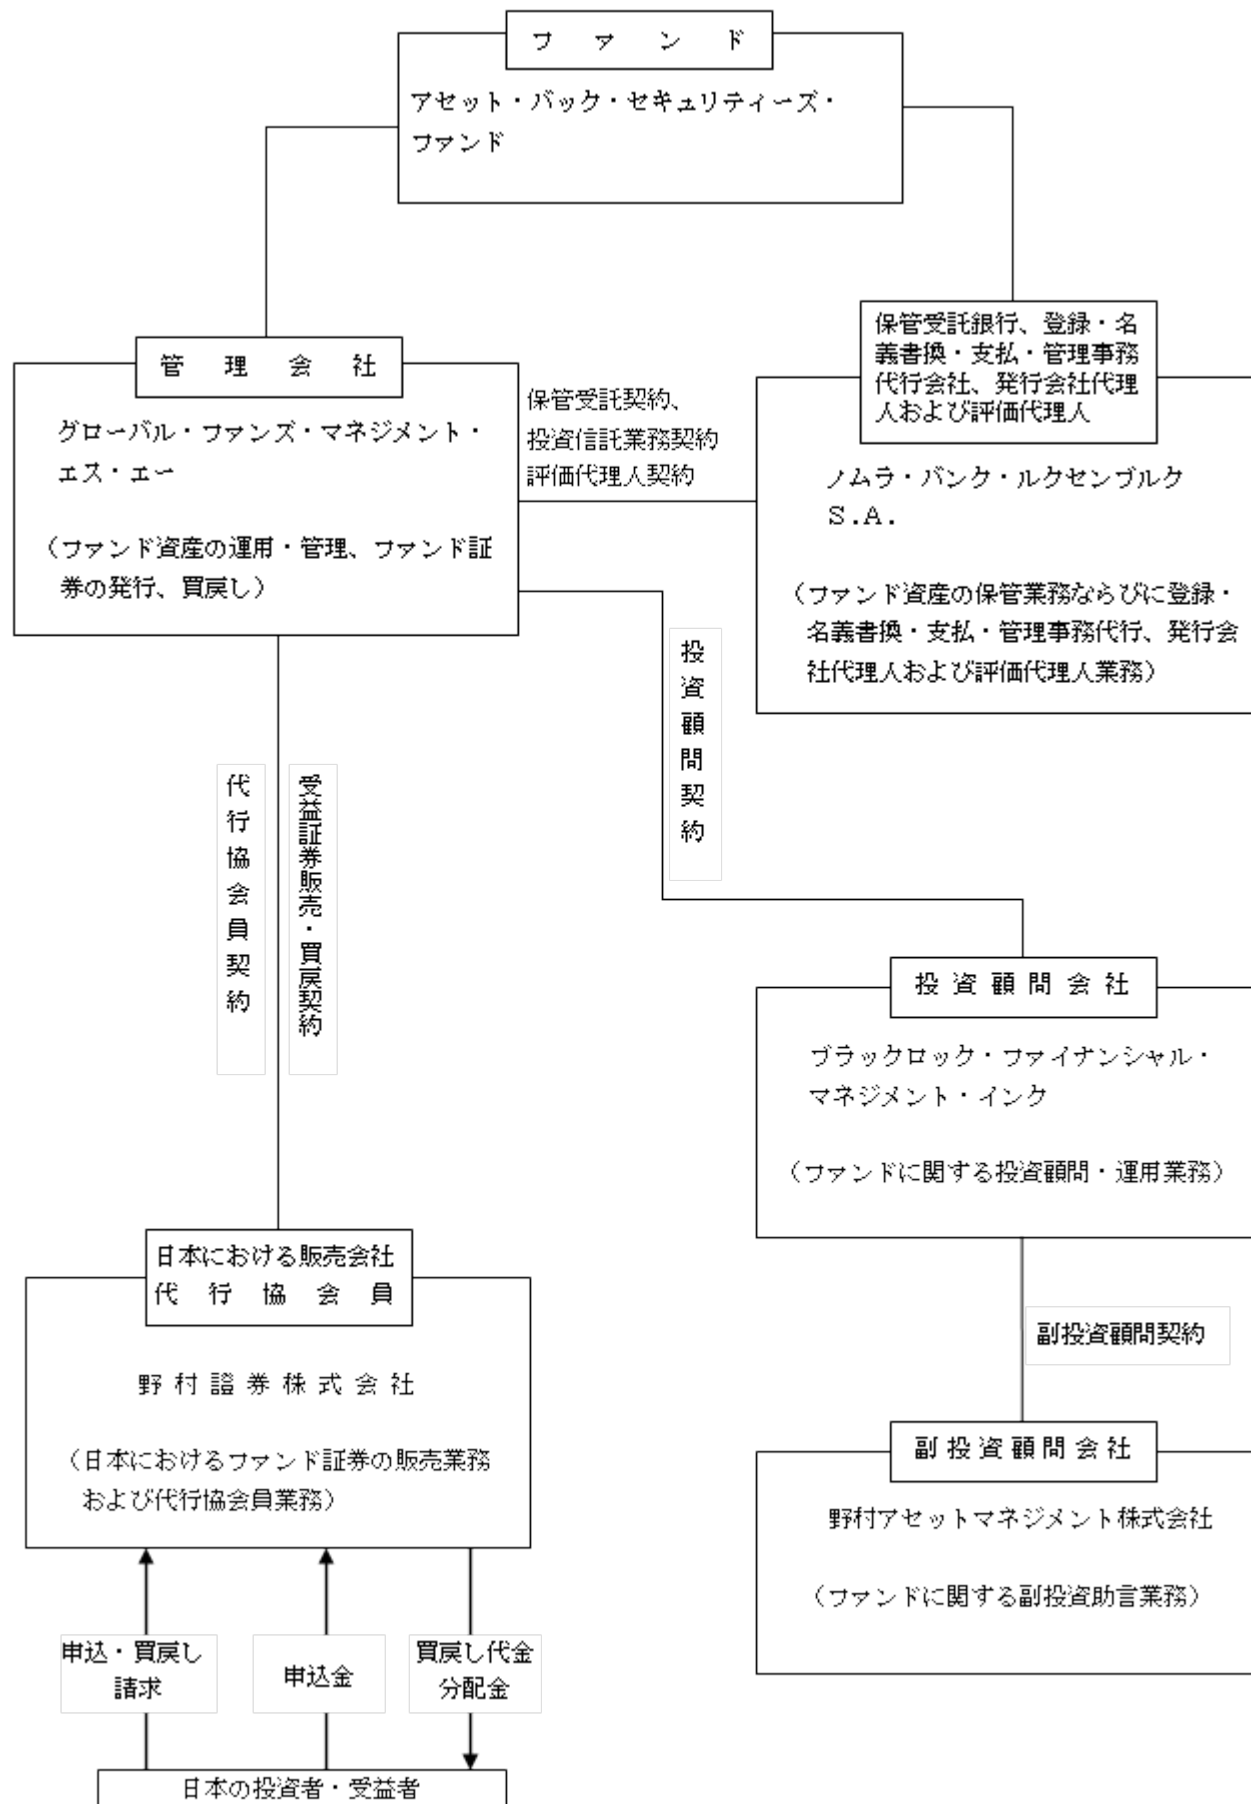 ファンド
アセット・バック・セキュリティーズ・
ファンド
管理会社
グローバル・ファンズ・マネジメント・
エス・エー
（ファンド資産の運用・管理、ファンド証
券の発行、買戻し）
保管受託契約、
投資信託業務契約
評価代理人契約
保管受託銀行、登録・名
義書換・支払・管理事務
代行会社、発行会社代理
人および評価代理人
ノムラ・バンク・ルクセンブルク
Ｓ.Ａ.
（ファンド資産の保管業務ならびに登録・
名義書換・支払・管理事務代行、発行会
社代理人および評価代理人業務）
投資顧問契約
代行協会員契約
受益証券販売・買戻契約
投資顧問会社
ブラックロック・ファイナンシャル・
マネジメント・インク
（ファンドに関する投資顧問・運用業務）
日本における販売会社
代行協会員
野村證券株式会社
（日本におけるファンド証券の販売業務
および代行協会員業務）
副投資顧問契約
副投資顧問会社
野村アセットマネジメント株式会社
（ファンドに関する副投資助言業務）
申込・買戻し
請求
申込金
買戻し代金
分配金
日本の投資者・受益者